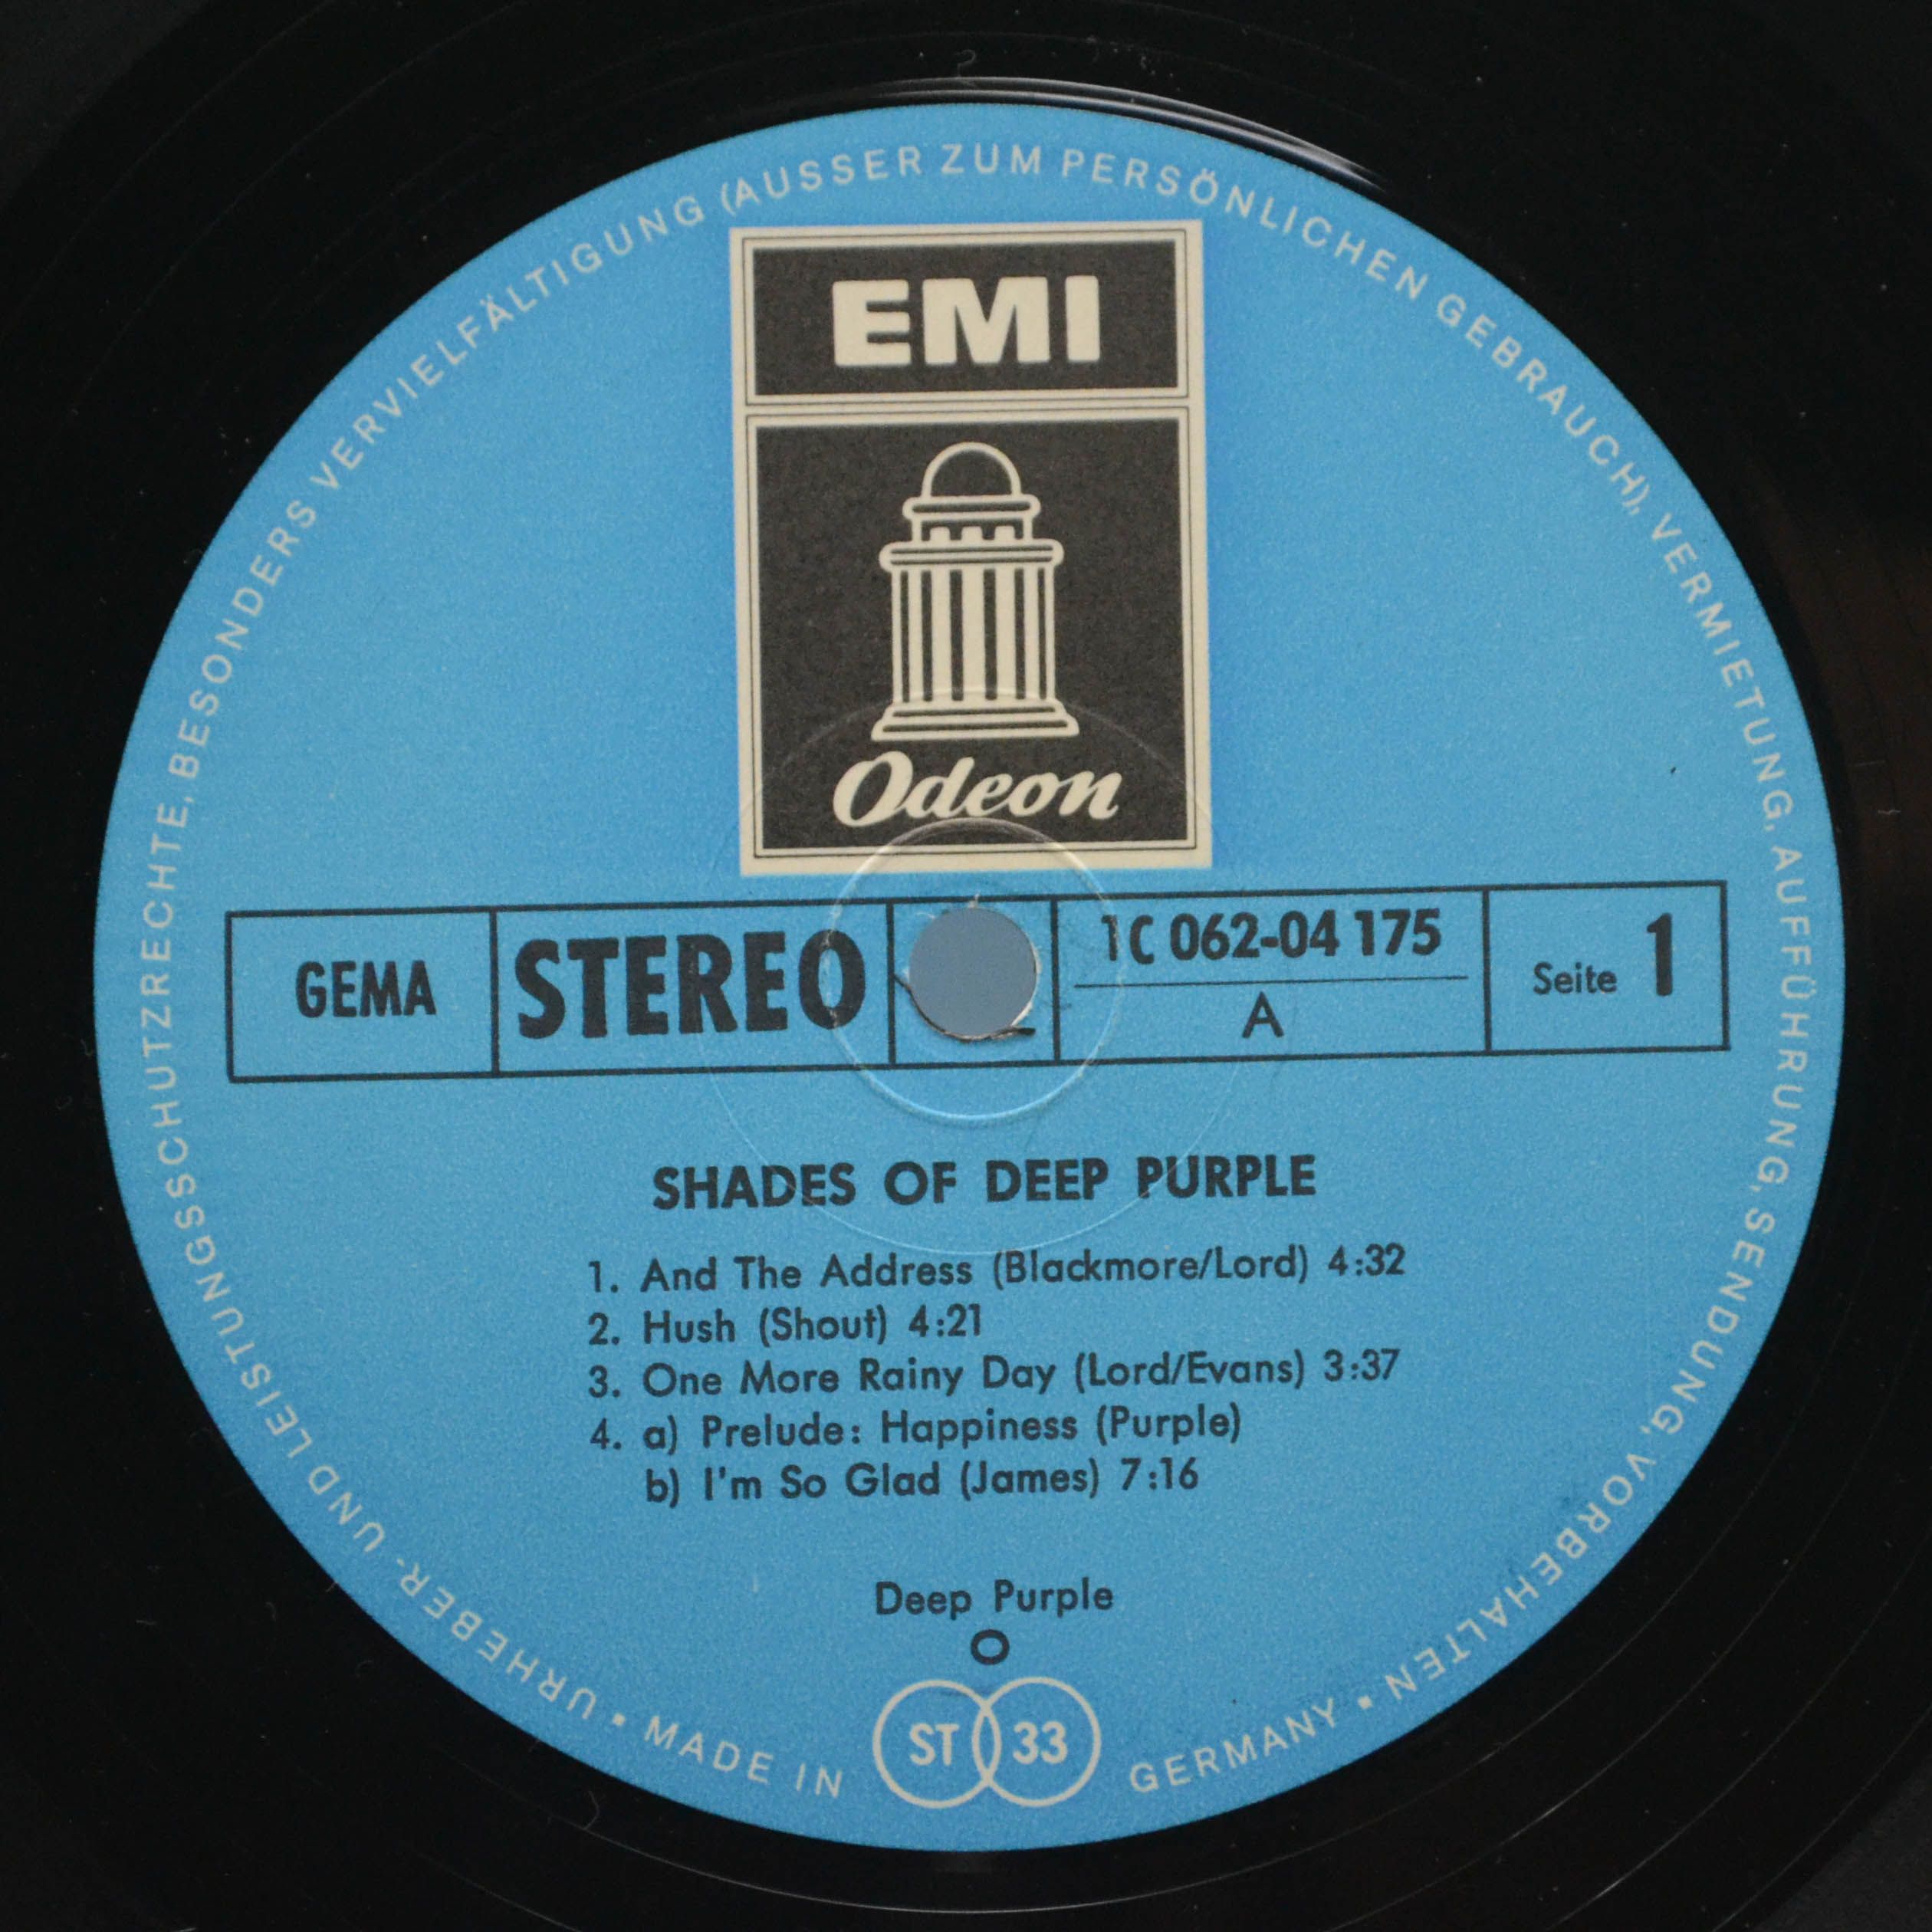 URHEBER- UND LEISTUNGSSCHUTZRECHTE, BESONDERS VERVIELFÄLTIGUNG (AUSSER ZUM PERSÖNLICHEN GEBRAUCH), VERMIETUNG, AUFFÜHRUNG, SENDUNG, VORBEHALTEN
EMI
Odeon
GEMA
STEREO
1C 062-04 175
A
Seite 1
SHADES OF DEEP PURPLE
1. And The Address (Blackmore/Lord) 4:32
2. Hush (Shout) 4:21
3. One More Rainy Day (Lord/Evans) 3:37
4. a) Prelude: Happiness (Purple)
b) I'm So Glad (James) 7:16
Deep Purple
O
ST 33
▪ MADE IN GERMANY ▪